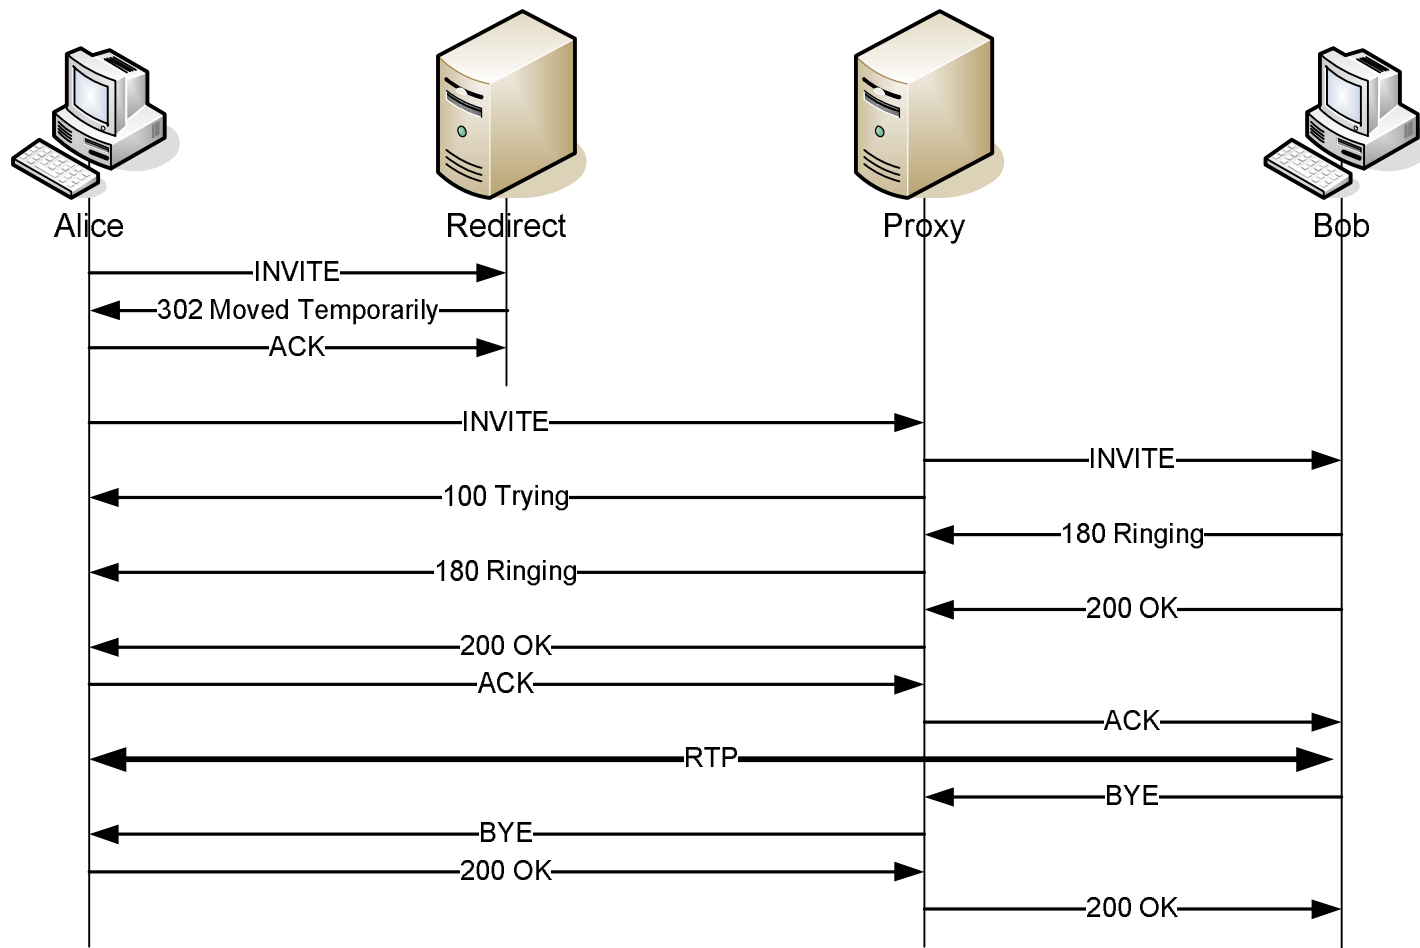 Alice
Redirect
Proxy
Bob
INVITE
302 Moved Temporarily
ACK
INVITE
INVITE
100 Trying
180 Ringing
180 Ringing
200 OK
200 OK
ACK
ACK
RTP
BYE
BYE
200 OK
200 OK